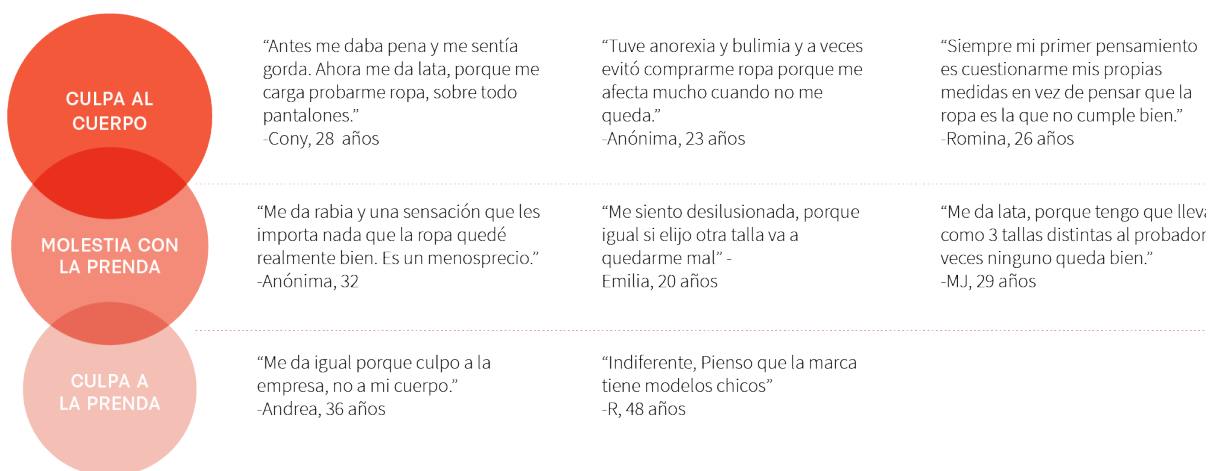 CULPA AL
CUERPO
“Antes me daba pena y me sentía
gorda. Ahora me da lata, porque me
carga probarme ropa, sobre todo
pantalones.”
-Cony, 28 años
“Tuve anorexia y bulimia y a veces
evitó comprarme ropa porque me
afecta mucho cuando no me
queda.”
-Anónima, 23 años
“Siempre mi primer pensamiento
es cuestionarme mis propias
medidas en vez de pensar que la
ropa es la que no cumple bien.”
-Romina, 26 años
MOLESTIA CON
LA PRENDA
“Me da rabia y una sensación que les
importa nada que la ropa quedé
realmente bien. Es un menosprecio.”
-Anónima, 32
“Me siento desilusionada, porque
igual si elijo otra talla va a
quedarme mal” -
Emilia, 20 años
“Me da lata, porque tengo que
como 3 tallas distintas al probador
veces ninguno queda bien.”
-MJ, 29 años
CULPA A
LA PRENDA
“Me da igual porque culpo a la
empresa, no a mi cuerpo.”
-Andrea, 36 años
“Indiferente, Pienso que la marca
tiene modelos chicos”
-R, 48 años